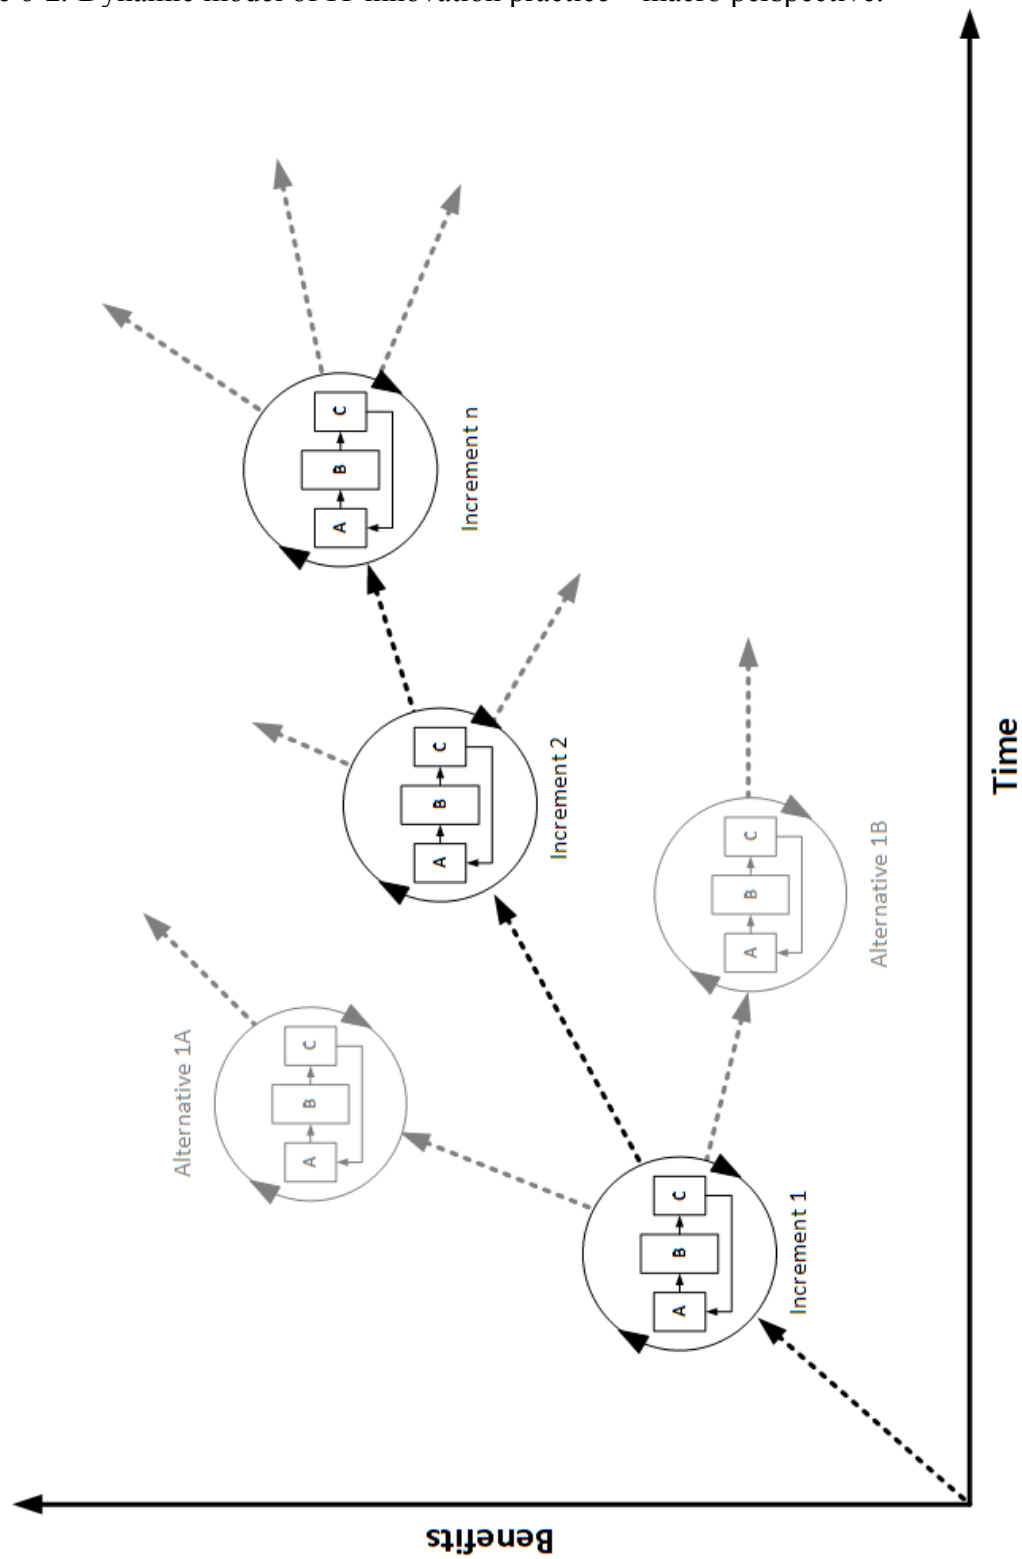 6-2: Dynamic model of IT innovation practice – macro perspective.
Benefits
Alternative 1A
A B C
A B C
Increment n
A B C
Increment 2
A B C
Increment 1
A B C
Alternative 1B
Time